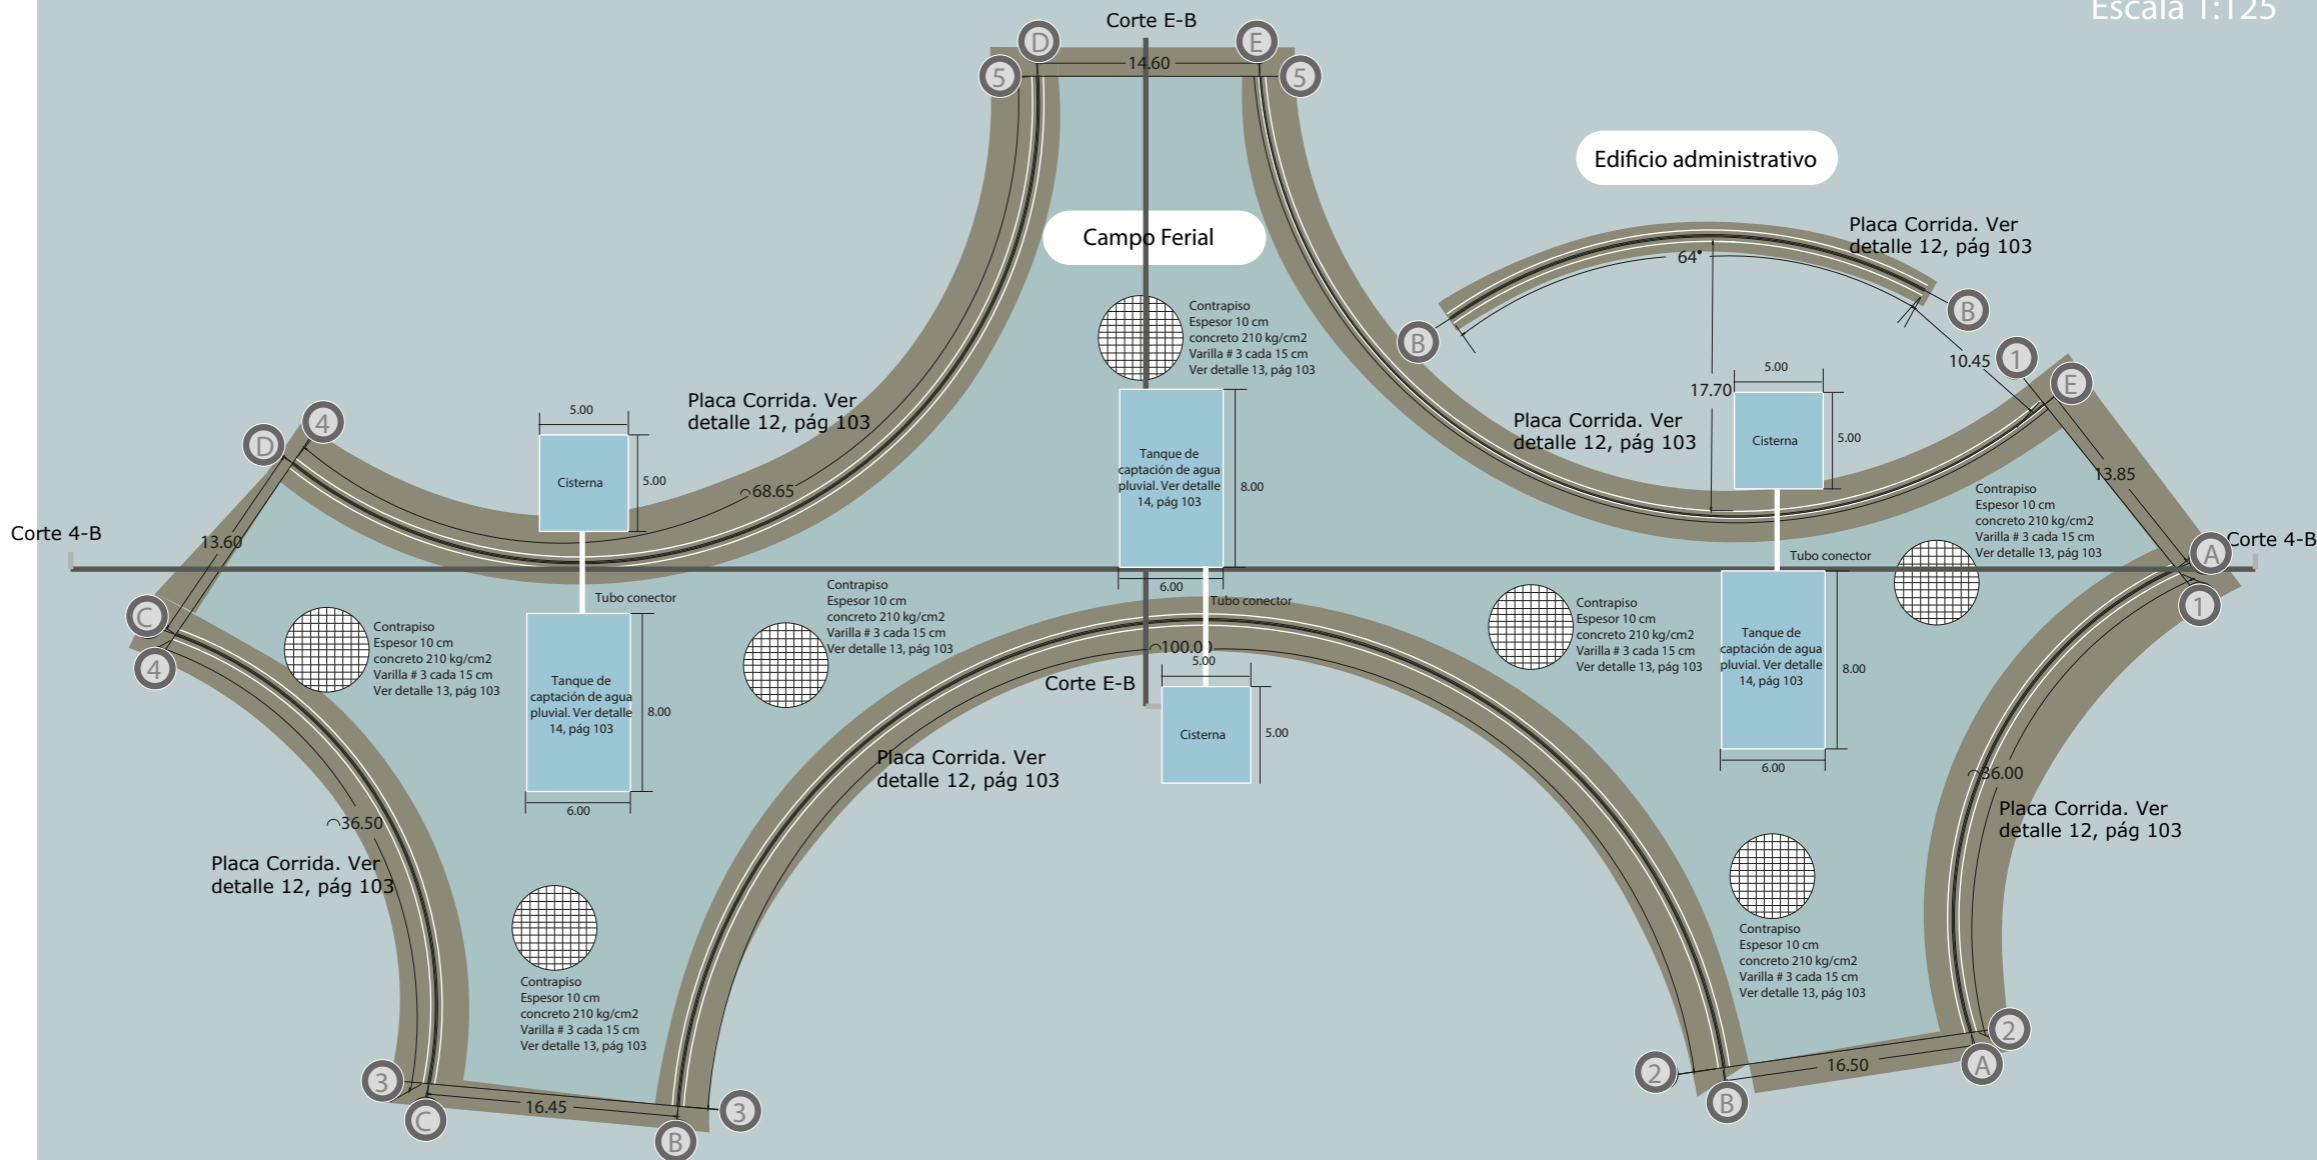 Escala 1:125
Corte E-B
D
E
5
14.60
5
Edificio administrativo
Campo Ferial
Placa Corrida. Ver
detalle 12, pág 103
64°
B
B
Contrapiso
Espesor 10 cm
concreto 210 kg/cm2
Varilla # 3 cada 15 cm
Ver detalle 13, pág 103
10.45
1
E
17.70
5.00
Cisterna
5.00
Placa Corrida. Ver
detalle 12, pág 103
Placa Corrida. Ver
detalle 12, pág 103
5.00
Cisterna
5.00
68.65
D
4
Tanque de
captación de agua
pluvial. Ver detalle
14, pág 103
8.00
6.00
13.85
Contrapiso
Espesor 10 cm
concreto 210 kg/cm2
Varilla # 3 cada 15 cm
Ver detalle 13, pág 103
Corte 4-B
13.60
Corte 4-B
A
1
Tubo conector
C
4
Tubo conector
Tubo conector
Contrapiso
Espesor 10 cm
concreto 210 kg/cm2
Varilla # 3 cada 15 cm
Ver detalle 13, pág 103
Contrapiso
Espesor 10 cm
concreto 210 kg/cm2
Varilla # 3 cada 15 cm
Ver detalle 13, pág 103
Contrapiso
Espesor 10 cm
concreto 210 kg/cm2
Varilla # 3 cada 15 cm
Ver detalle 13, pág 103
100.00
5.00
Corte E-B
Cisterna
5.00
Tanque de
captación de agua
pluvial. Ver detalle
14, pág 103
8.00
6.00
Tanque de
captación de agua
pluvial. Ver detalle
14, pág 103
8.00
6.00
Placa Corrida. Ver
detalle 12, pág 103
36.00
Placa Corrida. Ver
detalle 12, pág 103
36.50
Placa Corrida. Ver
detalle 12, pág 103
Contrapiso
Espesor 10 cm
concreto 210 kg/cm2
Varilla # 3 cada 15 cm
Ver detalle 13, pág 103
Contrapiso
Espesor 10 cm
concreto 210 kg/cm2
Varilla # 3 cada 15 cm
Ver detalle 13, pág 103
3
C
16.45
3
B
2
B
16.50
2
A